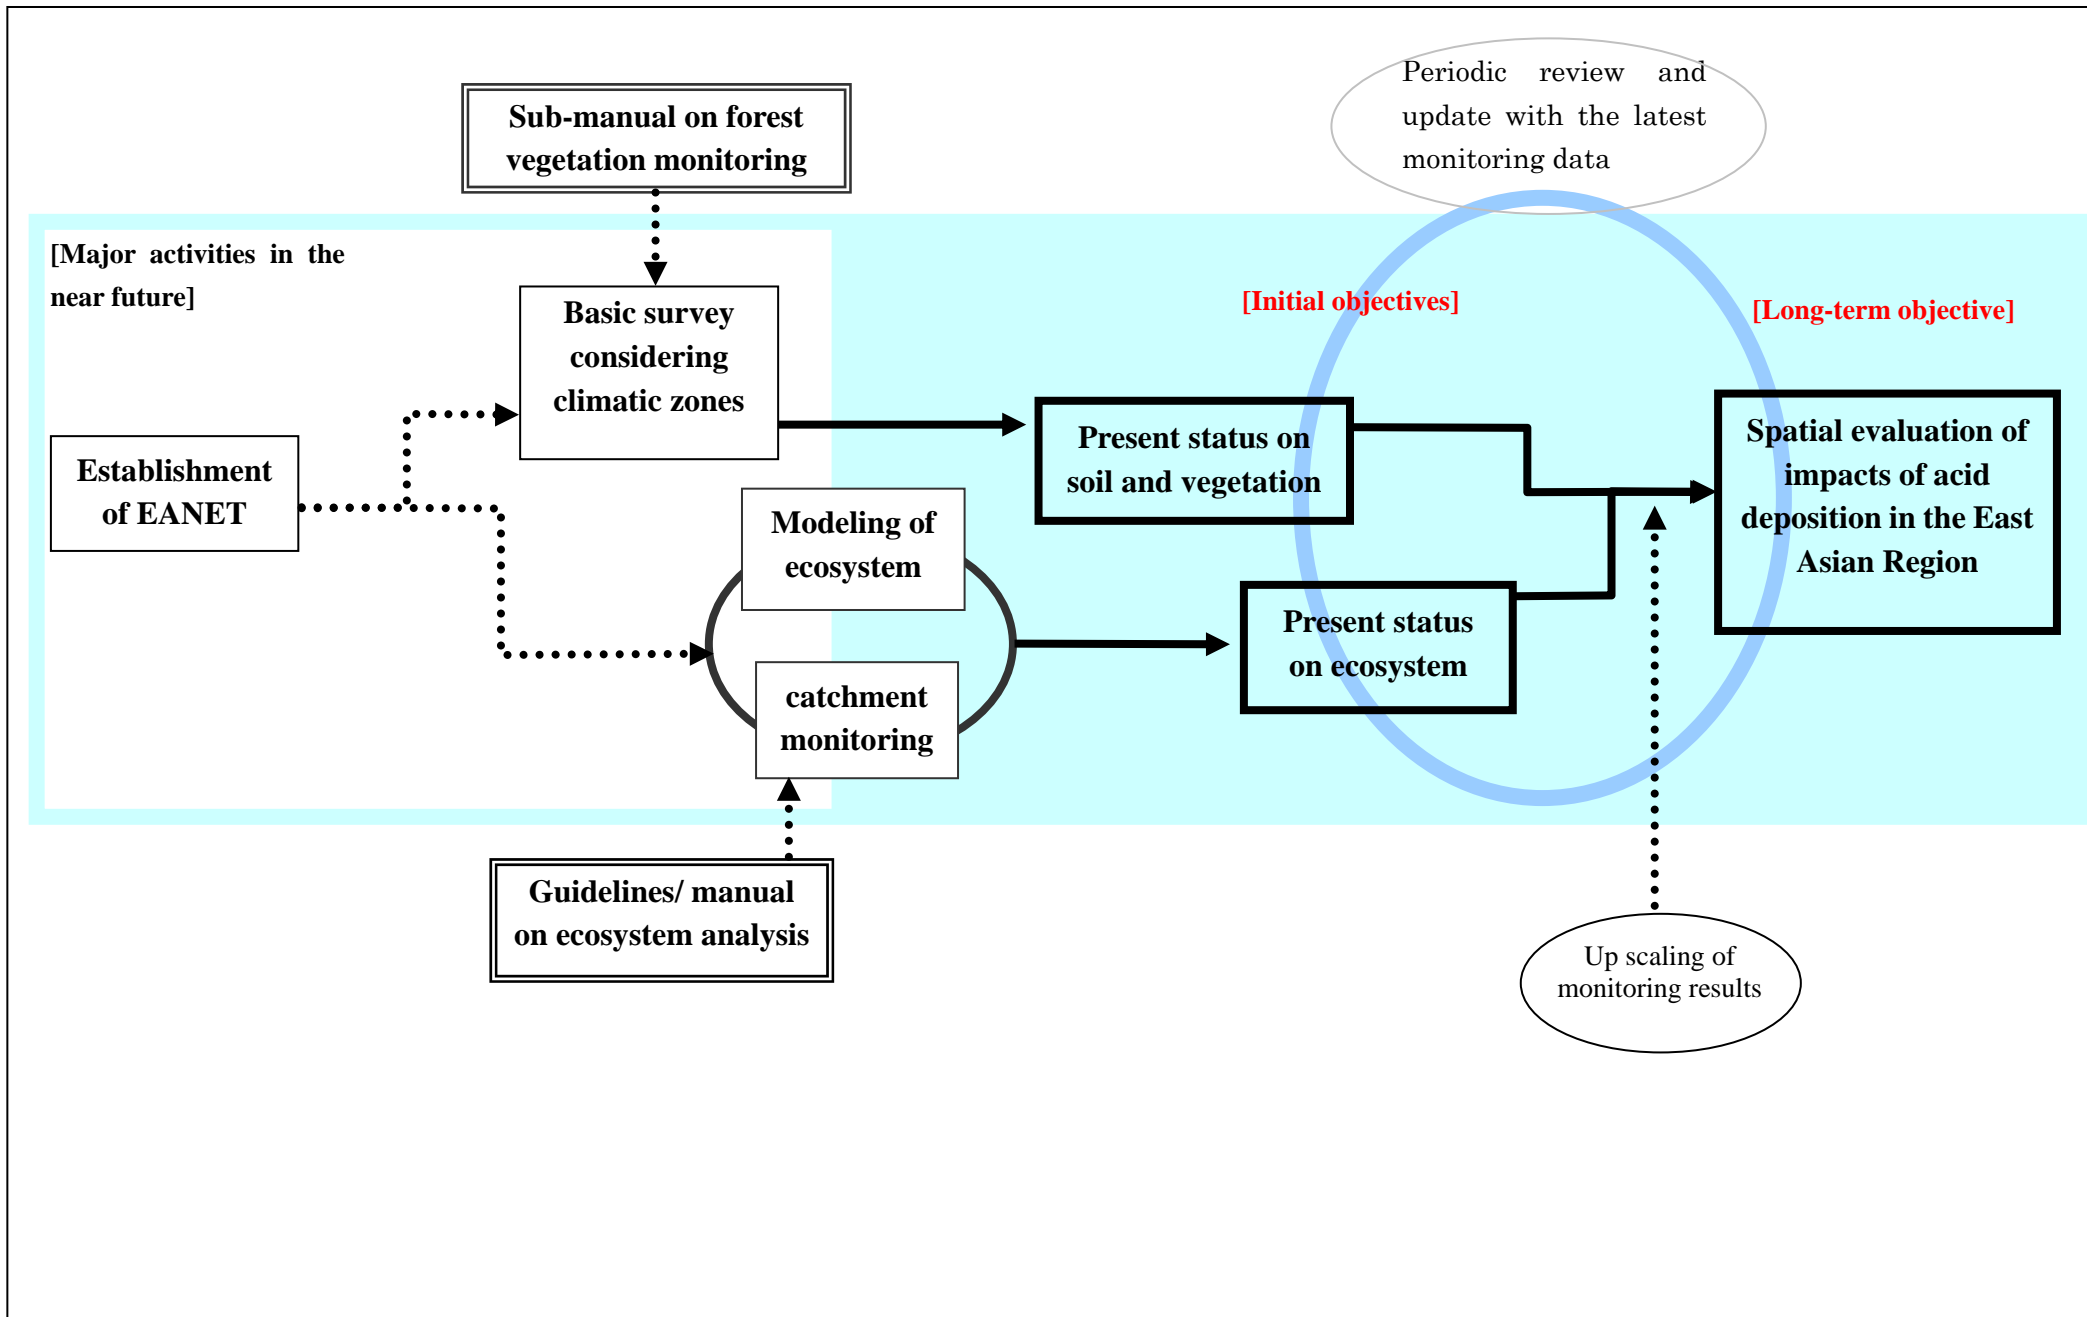 Periodic review and
update with the latest
monitoring data
Sub-manual on forest
vegetation monitoring
[Major activities in the
near future]
Basic survey
considering
climatic zones
[Initial objectives]
[Long-term objective]
Establishment
of EANET
Present status on
soil and vegetation
Spatial evaluation of
impacts of acid
deposition in the East
Asian Region
Modeling of
ecosystem
Present status
on ecosystem
catchment
monitoring
Guidelines/ manual
on ecosystem analysis
Up scaling of
monitoring results